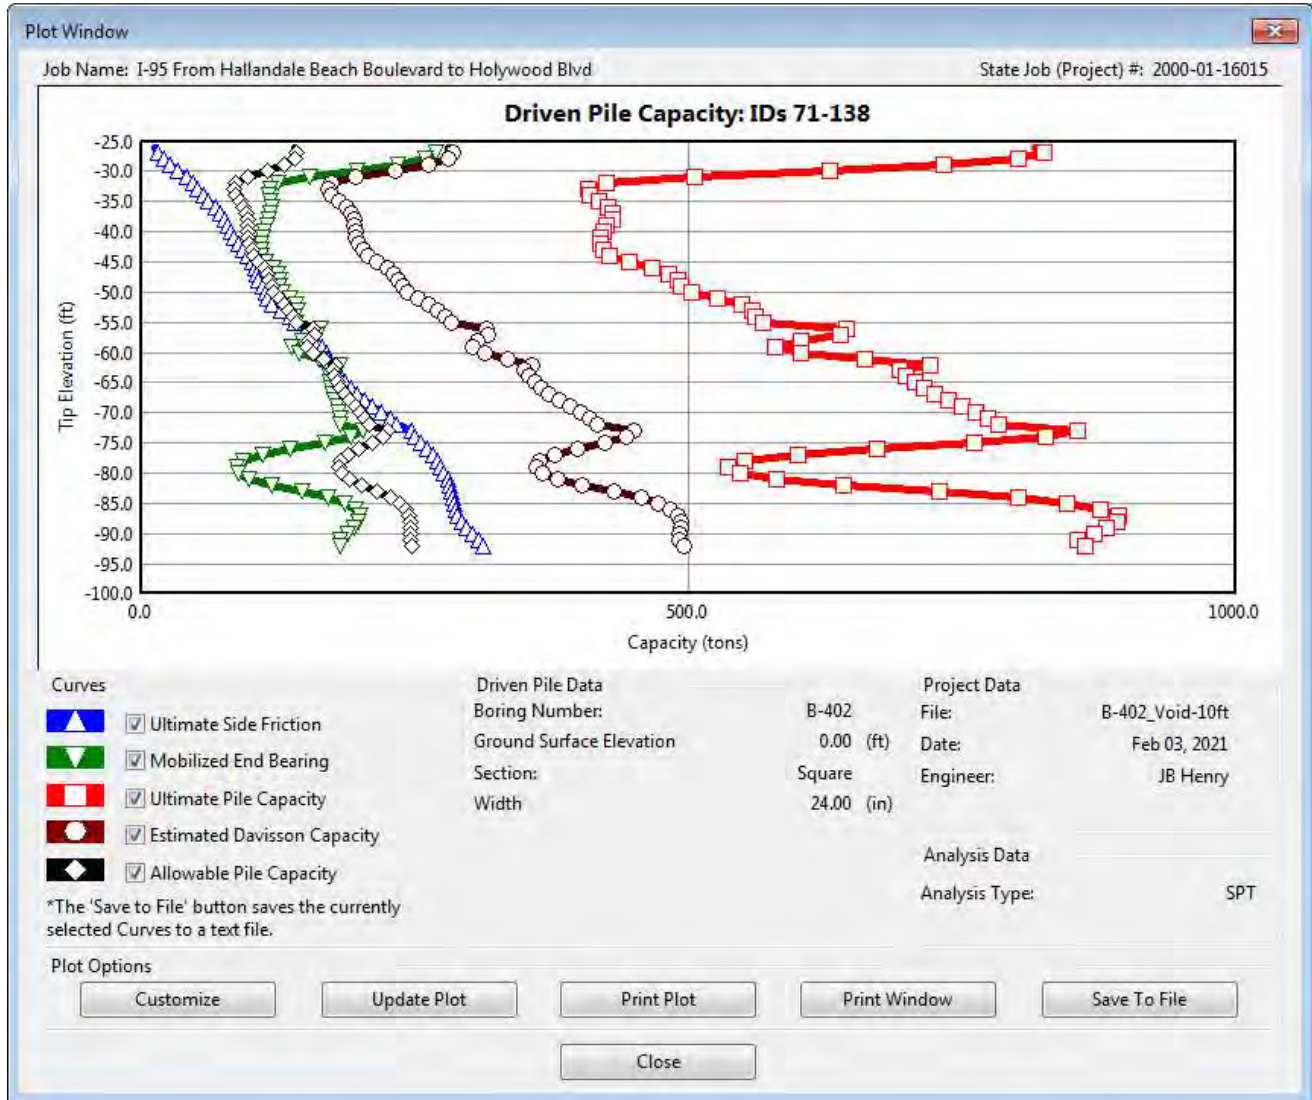 Plot Window
Job Name: I-95 From Hallandale Beach Boulevard to Holywood Blvd State Job (Project) #: 2000-01-16015
Driven Pile Capacity: IDs 71-138
-25.0
-30.0
-35.0
-40.0
-45.0
-50.0
-55.0
-60.0
-65.0
-70.0
-75.0
-80.0
-85.0
-90.0
-95.0
-100.0
Tip Elevation (ft)
0.0 500.0 1000.0
Capacity (tons)
Curves
Ultimate Side Friction
Mobilized End Bearing
Ultimate Pile Capacity
Estimated Davisson Capacity
Allowable Pile Capacity
*The 'Save to File' button saves the currently
selected Curves to a text file.
Driven Pile Data
Boring Number: B-402
Ground Surface Elevation 0.00 (ft)
Section: Square
Width 24.00 (in)
Project Data
File: B-402_Void-10ft
Date: Feb 03, 2021
Engineer: JB Henry
Analysis Data
Analysis Type: SPT
Plot Options
Customize Update Plot Print Plot Print Window Save To File
Close